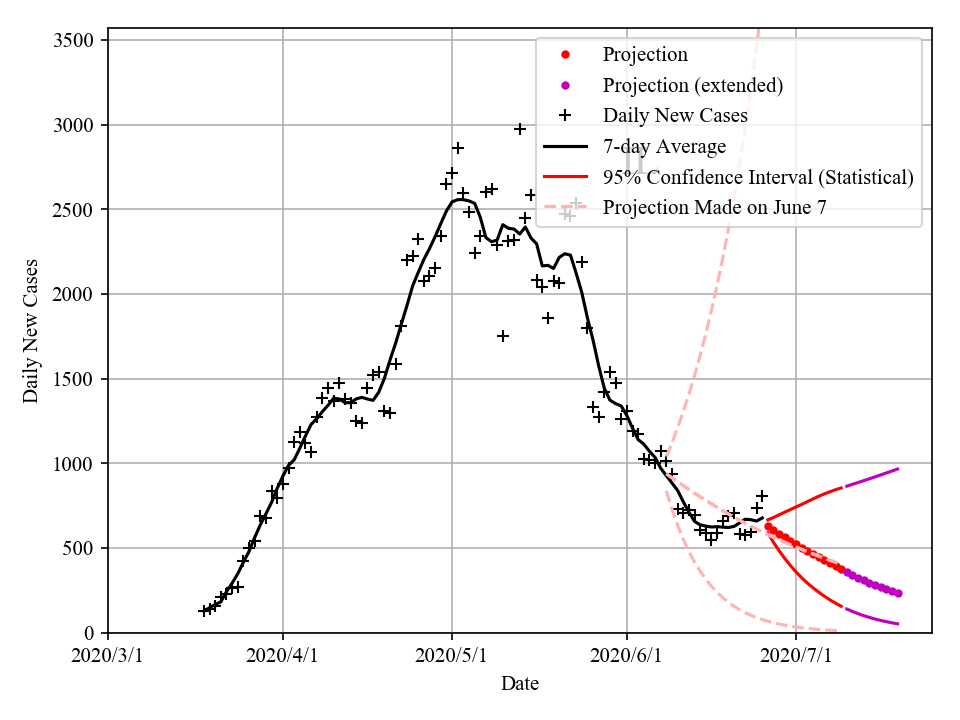 3500
3000
2500
2000
1500
1000
500
0
Daily New Cases
2020/3/1
2020/4/1
2020/5/1
2020/6/1
2020/7/1
Date
Projection
Projection (extended)
Daily New Cases
7-day Average
95% Confidence Interval (Statistical)
Projection Made on June 7